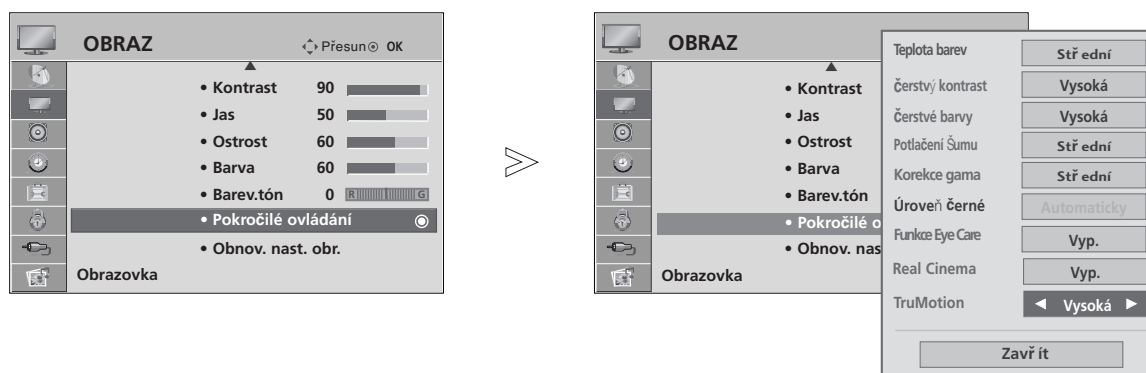 OBRAZ
Přesun OK
• Kontrast 90
• Jas 50
• Ostrost 60
• Barva 60
• Barev.tón 0 R G
• Pokročilé ovládání
• Obnov. nast. obr.
Obrazovka
OBRAZ
• Kontrast
• Jas
• Ostrost
• Barva
• Barev.tón
• Pokročilé o
• Obnov. nas
Obrazovka
Teplota barev Stř ední
čerstvý kontrast Vysoká
čerstvé barvy Vysoká
Potlačení Šumu Stř ední
Korekce gama Stř ední
Úroveň černé Automaticky
Funkce Eye Care Vyp.
Real Cinema Vyp.
TruMotion ◄ Vysoká ►
Zavř ít